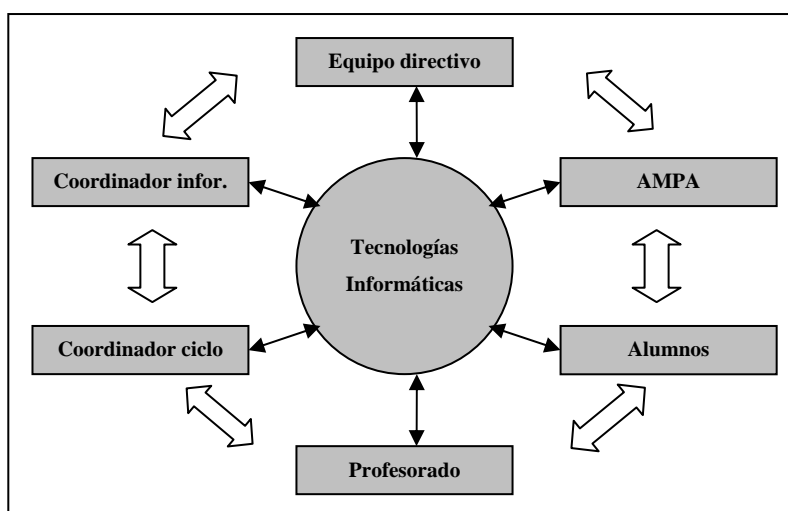 Equipo directivo
Coordinador infor.
AMPA
Tecnologías
Informáticas
Coordinador ciclo
Alumnos
Profesorado